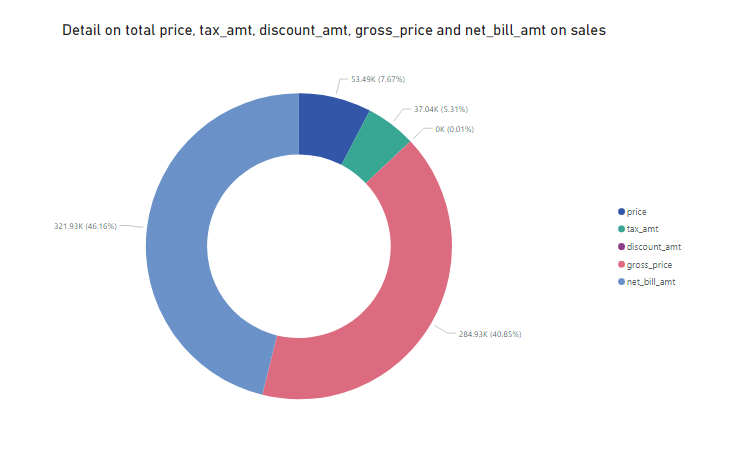 Detail on total price, tax_amt, discount_amt, gross_price and net_bill_amt on sales
53.49K (7.67%)
37.04K (5.31%)
0K (0.01%)
321.93K (46.16%)
284.93K (40.85%)
price
tax_amt
discount_amt
gross_price
net_bill_amt